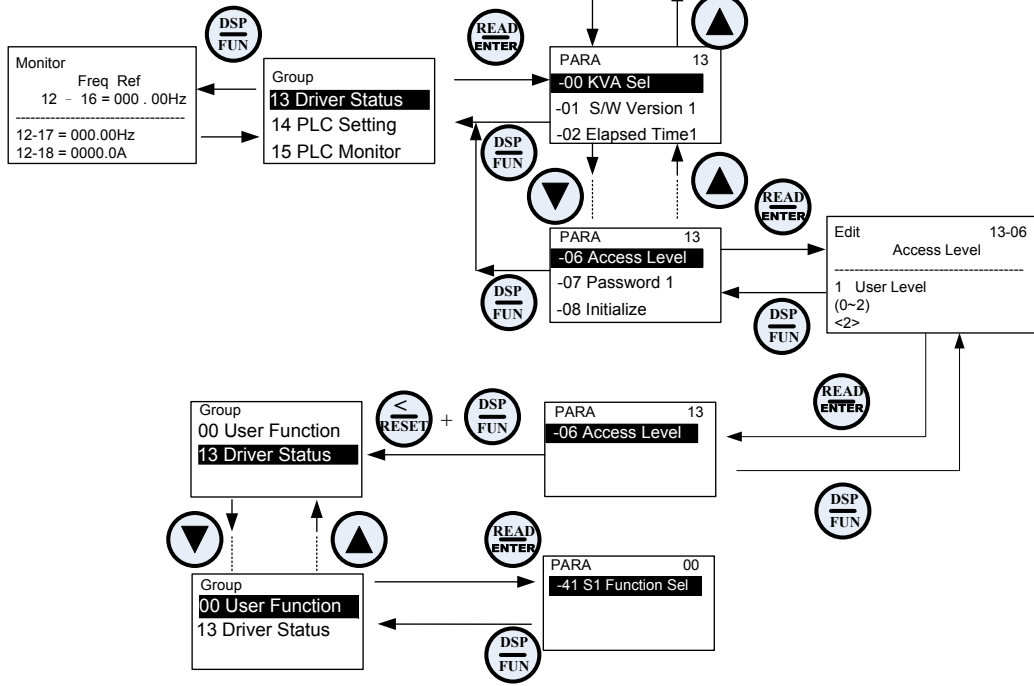 DSP
FUN
READ
ENTER
Monitor
Freq Ref
12 - 16 = 000 . 00Hz
12-17 = 000.00Hz
12-18 = 0000.0A
Group
13 Driver Status
14 PLC Setting
15 PLC Monitor
PARA 13
-00 KVA Sel
-01 S/W Version 1
-02 Elapsed Time1
DSP
FUN
READ
ENTER
PARA 13
-06 Access Level
-07 Password 1
-08 Initialize
DSP
FUN
Edit 13-06
Access Level
1 User Level
(0~2)
<2>
DSP
FUN
READ
ENTER
Group
00 User Function
13 Driver Status
<
RESET
+
DSP
FUN
PARA 13
-06 Access Level
DSP
FUN
READ
ENTER
Group
00 User Function
13 Driver Status
PARA 00
-41 S1 Function Sel
DSP
FUN